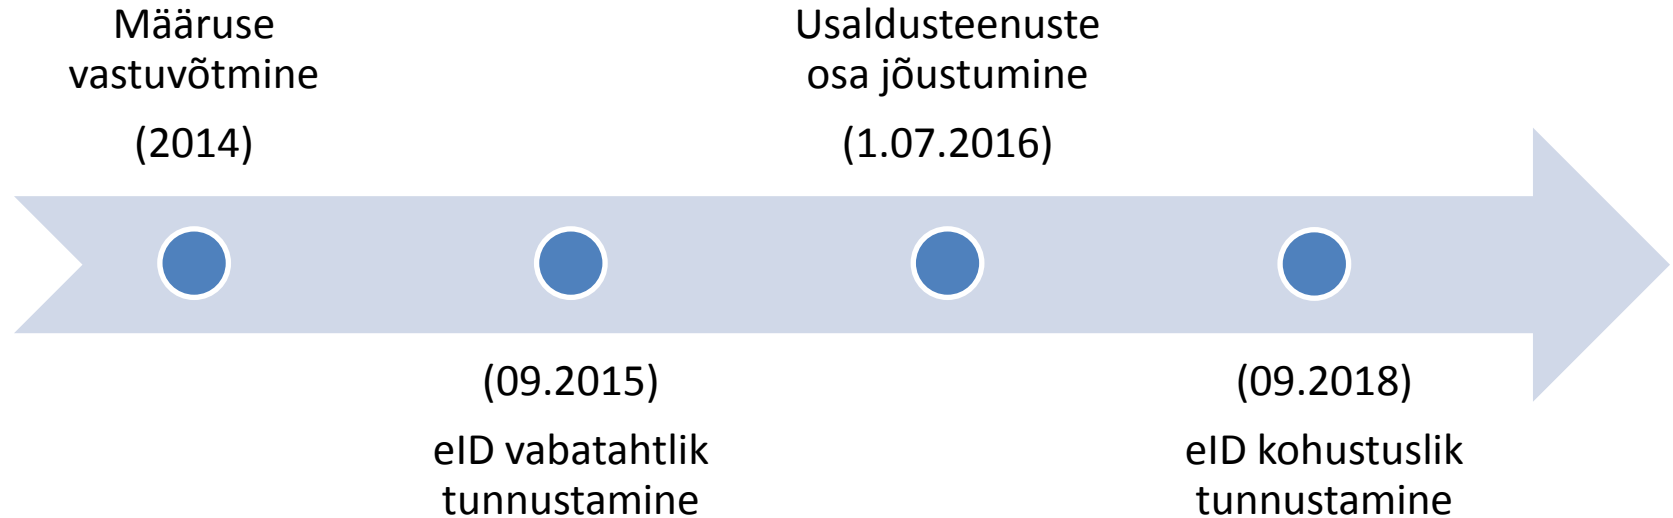 Määruse
vastuvõtmine
(2014)
(09.2015)
eID vabatahtlik
tunnustamine
Usaldusteenuste
osa jõustumine
(1.07.2016)
(09.2018)
eID kohustuslik
tunnustamine